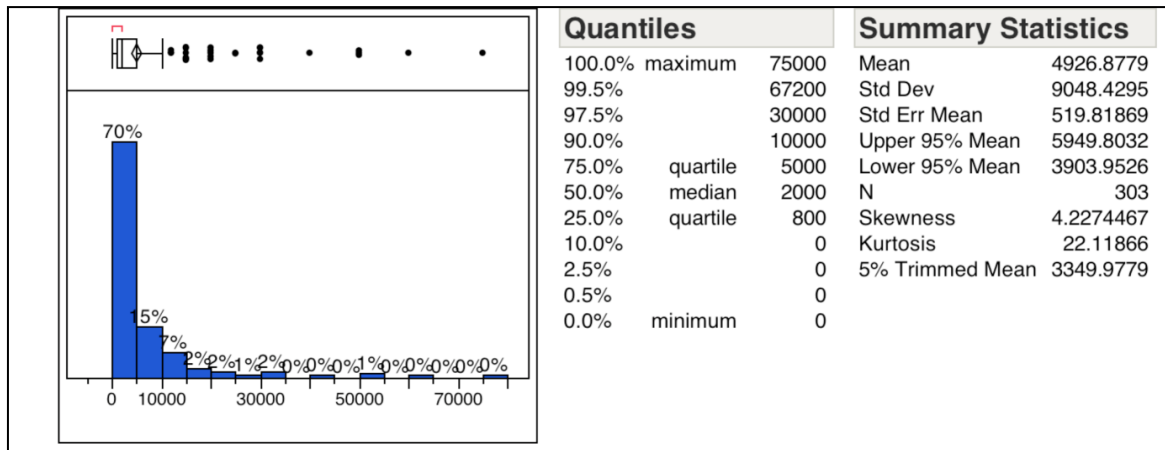 70%
15%
7%
2%
2%
1%
2%
0%
0%
0%
1%
0%
0%
0%
0%
0%
0 10000 30000 50000 70000
Quantiles
100.0% maximum 75000
99.5% 67200
97.5% 30000
90.0% 10000
75.0% quartile 5000
50.0% median 2000
25.0% quartile 800
10.0% 0
2.5% 0
0.5% 0
0.0% minimum 0
Summary Statistics
Mean 4926.8779
Std Dev 9048.4295
Std Err Mean 519.81869
Upper 95% Mean 5949.8032
Lower 95% Mean 3903.9526
N 303
Skewness 4.2274467
Kurtosis 22.11866
5% Trimmed Mean 3349.9779